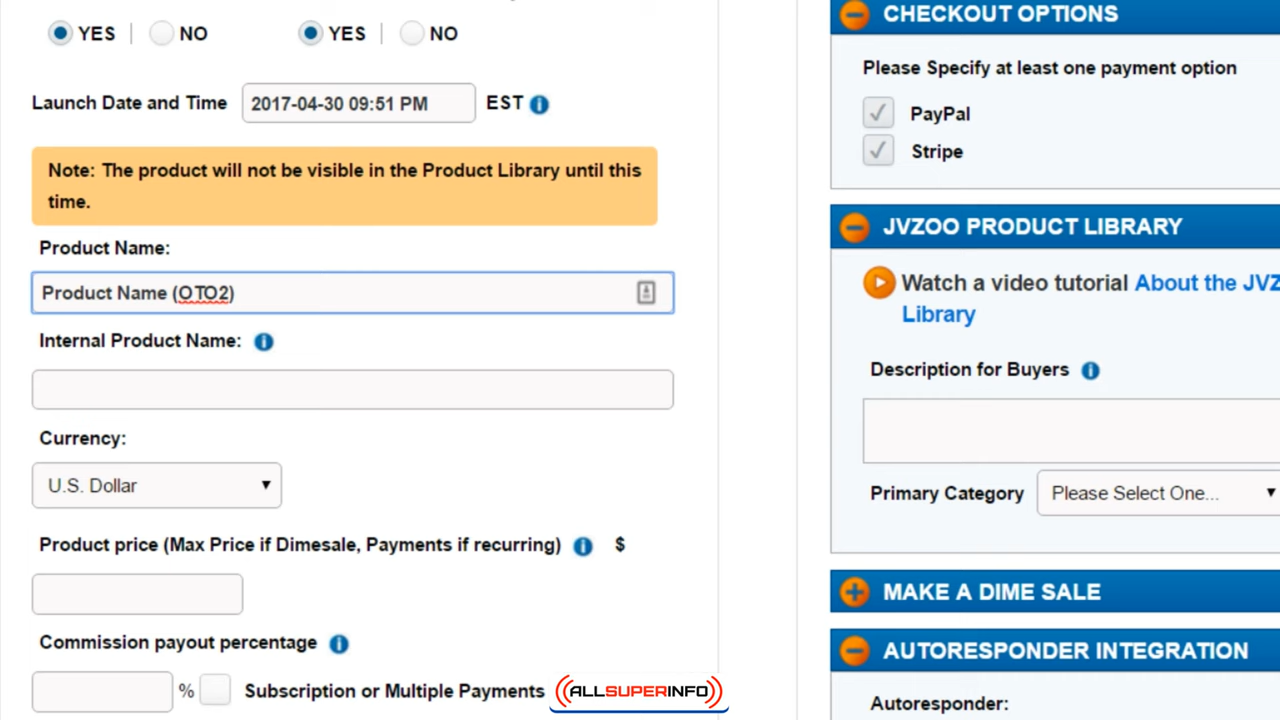 YES | NO YES | NO
Launch Date and Time 2017-04-30 09:51 PM EST
Note: The product will not be visible in the Product Library until this
time.
Product Name:
Product Name (OTO2)
Internal Product Name:
Currency:
U.S. Dollar
Product price (Max Price if Dimesale, Payments if recurring) $
Commission payout percentage
% Subscription or Multiple Payments
ALLSUPERINFO
CHECKOUT OPTIONS
Please Specify at least one payment option
PayPal
Stripe
JVZOO PRODUCT LIBRARY
Watch a video tutorial About the JVZ
Library
Description for Buyers
Primary Category Please Select One...
MAKE A DIME SALE
AUTORESPONDER INTEGRATION
Autoresponder: